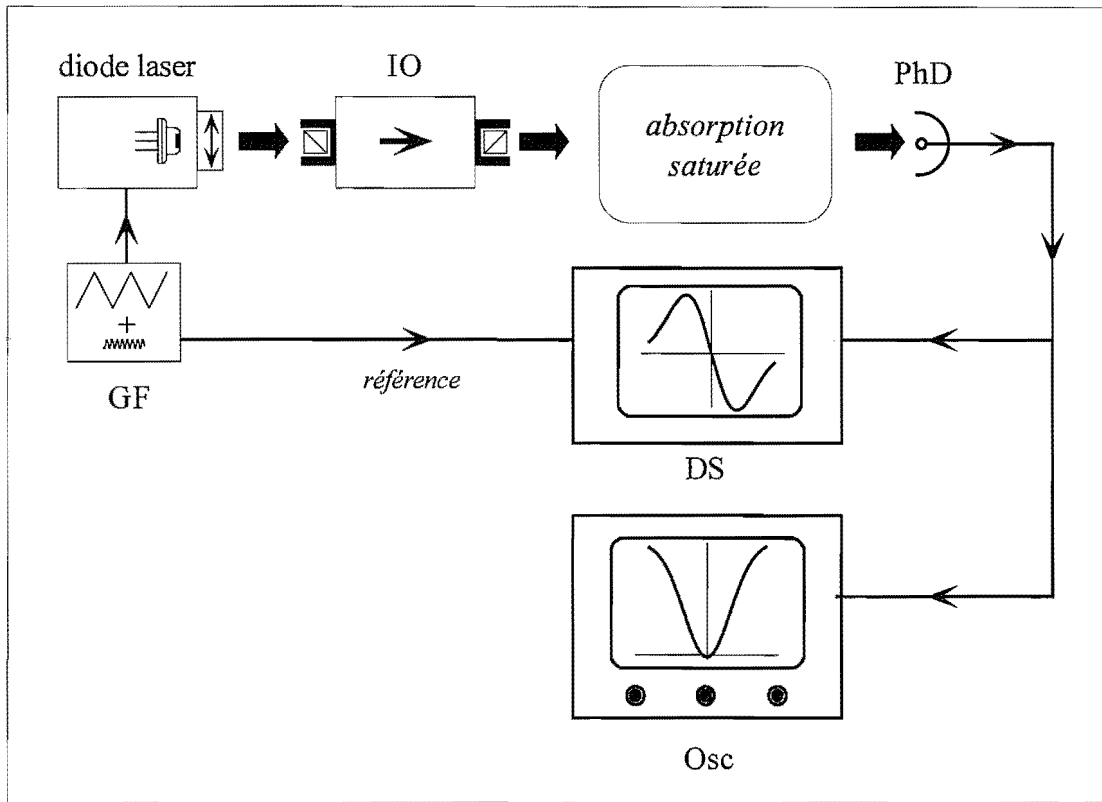 diode laser
IO
PhD
absorption
saturée
GF
référence
DS
Osc